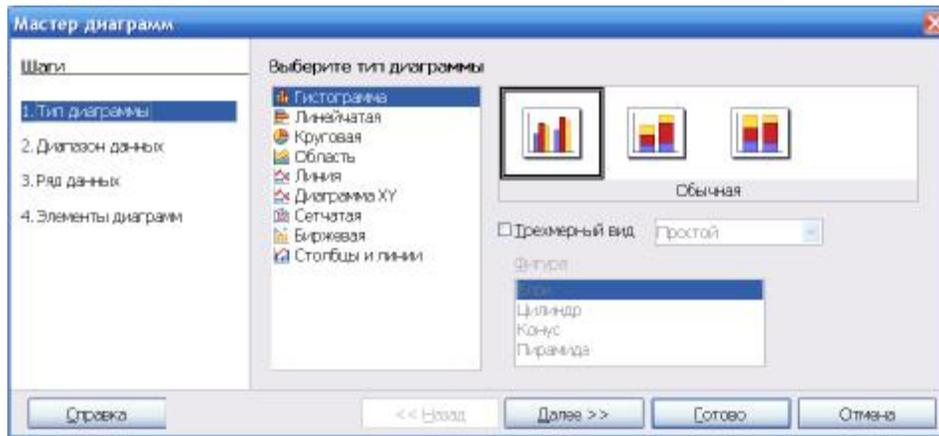 Мастер диаграмм
Шаги
1. Тип диаграммы
2. Диапазон данных
3. Ряд данных
4. Элементы диаграмм
Выберите тип диаграммы
Гистограмма
Линейчатая
Круговая
Область
Линия
Диаграмма XY
Сетчатая
Биржевая
Столбцы и линии
Обычная
Трехмерный вид
Простой
Фигура
Цилиндр
Конус
Пирамида
Справка
<< Назад
Далее >>
Готово
Отмена